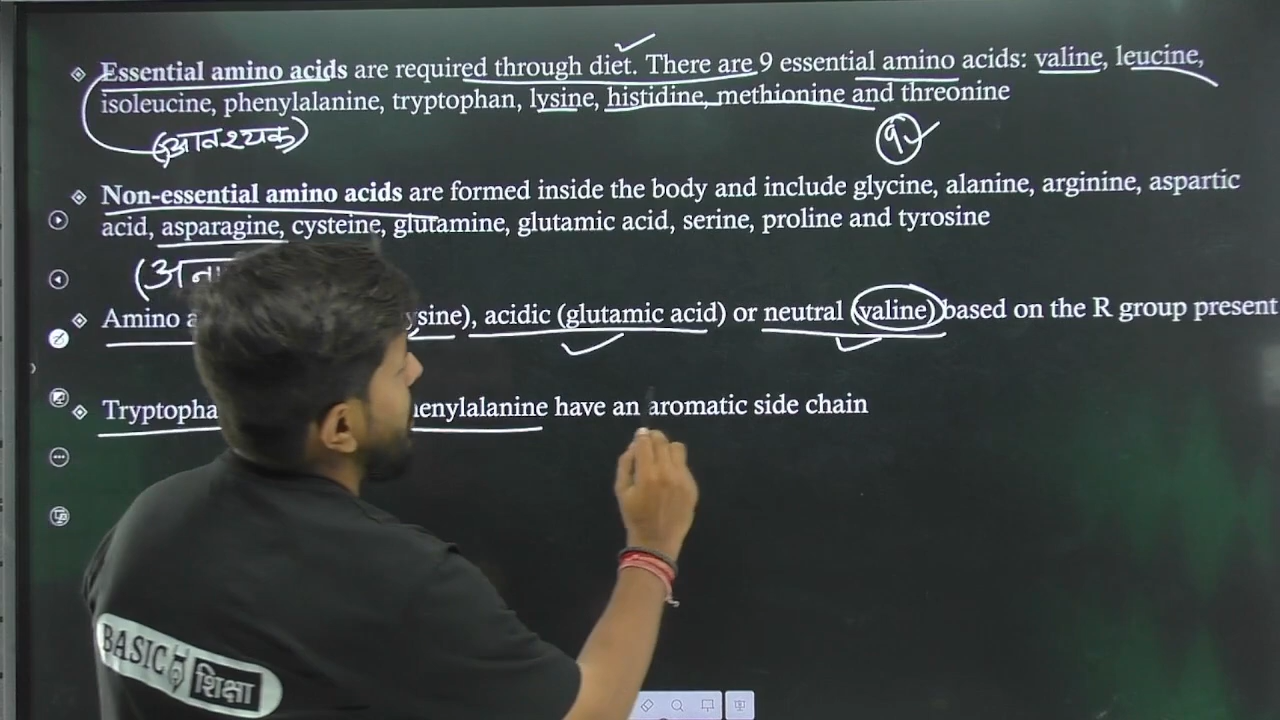 Essential amino acids are required through diet. There are 9 essential amino acids: valine, leucine,
isoleucine, phenylalanine, tryptophan, lysine, histidine, methionine and threonine
(आवश्यक)
9
Non-essential amino acids are formed inside the body and include glycine, alanine, arginine, aspartic
acid, asparagine, cysteine, glutamine, glutamic acid, serine, proline and tyrosine
Amino ysine), acidic (glutamic acid) or neutral (valine) based on the R group present
Tryptopha henylalanine have an aromatic side chain
BASIC शिक्षा